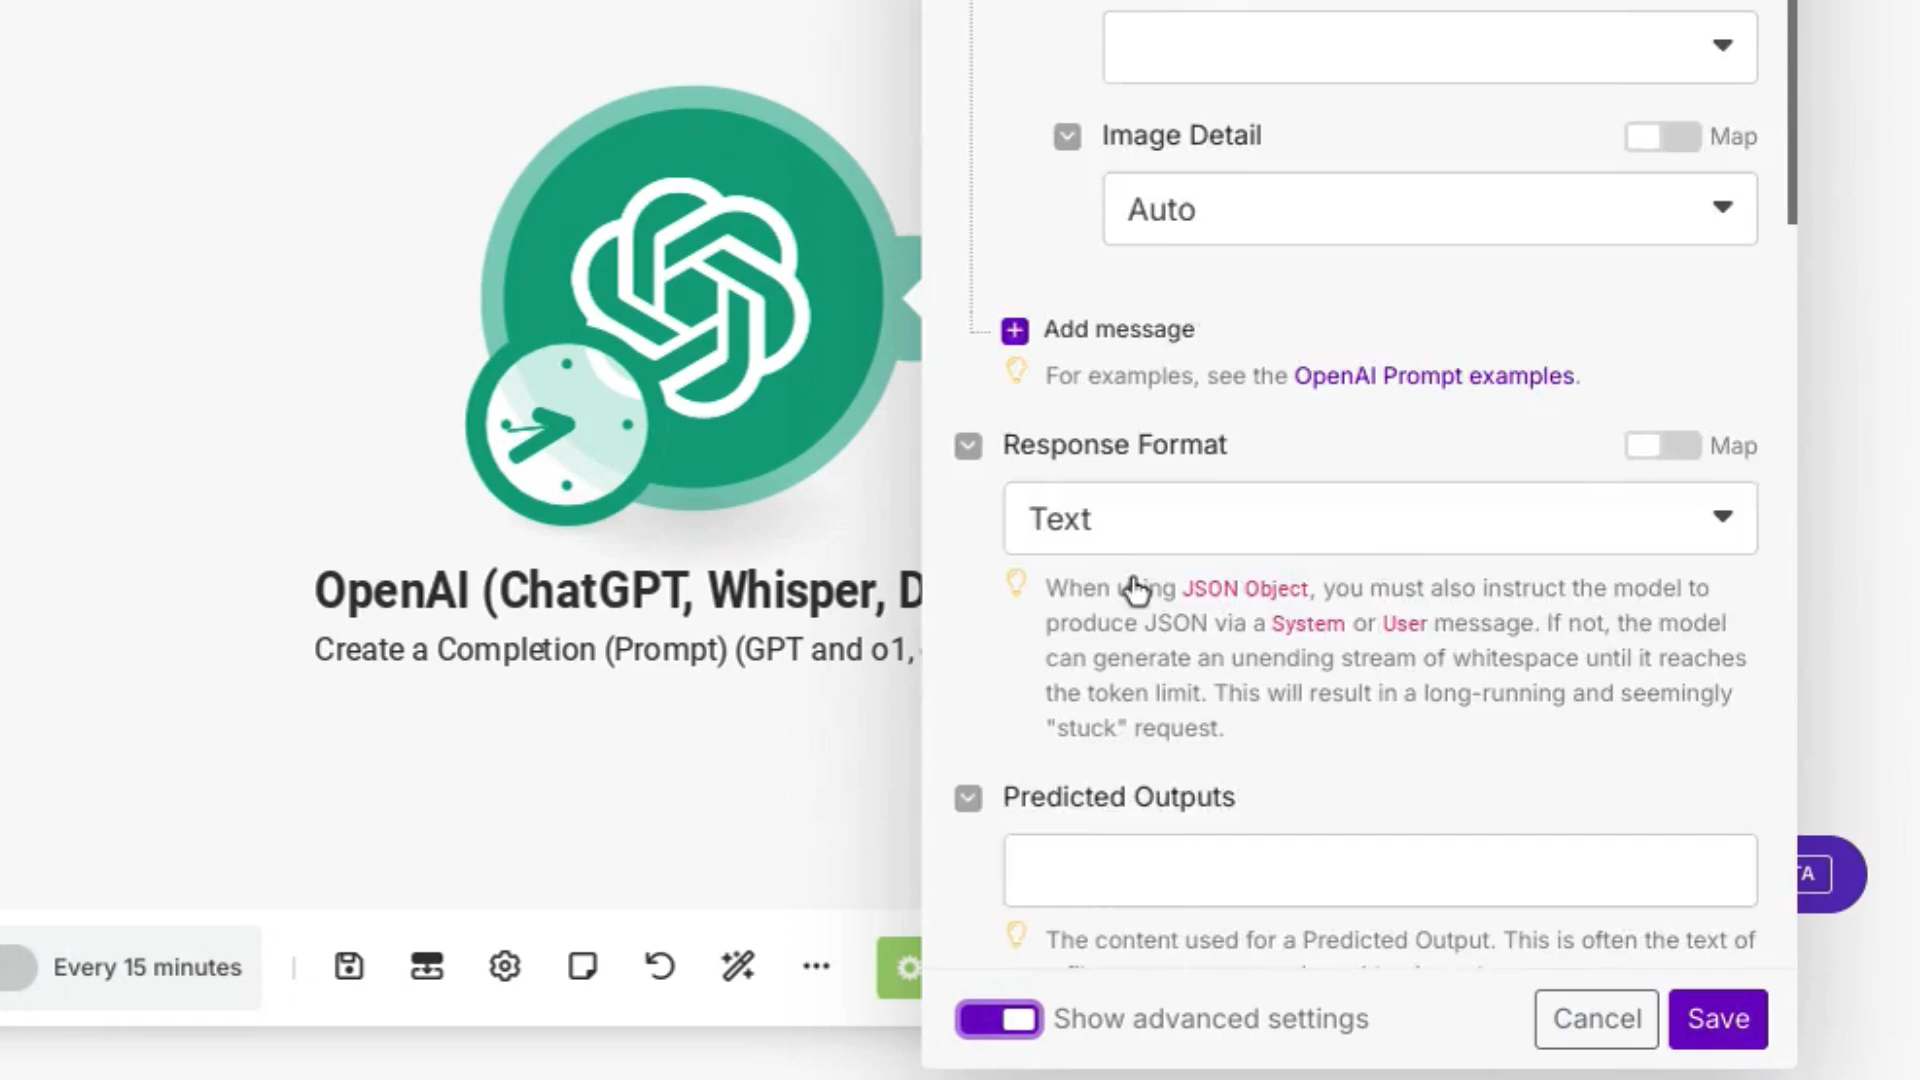 Image Detail
Map
Auto
Add message
For examples, see the OpenAI Prompt examples.
Response Format
Map
Text
When using JSON Object, you must also instruct the model to
produce JSON via a System or User message. If not, the model
can generate an unending stream of whitespace until it reaches
the token limit. This will result in a long-running and seemingly
"stuck" request.
Predicted Outputs
The content used for a Predicted Output. This is often the text of
Show advanced settings
Cancel
Save
OpenAI (ChatGPT, Whisper, D
Create a Completion (Prompt) (GPT and o1,
Every 15 minutes
TA